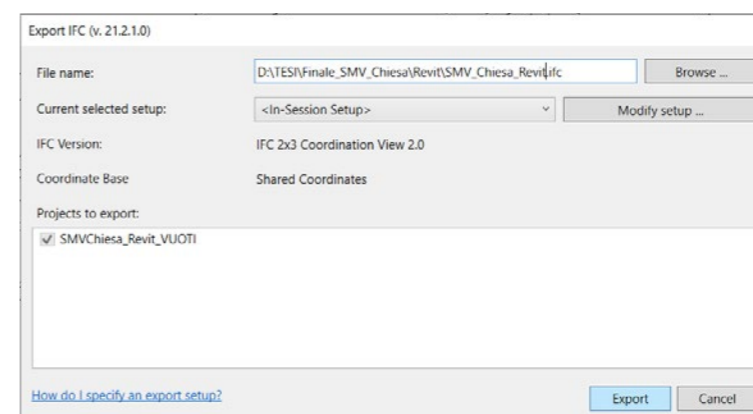 Export IFC (v. 21.2.1.0)
File name: D:\TESI\Finale_SMV_Chiesa\Revit\SMV_Chiesa_Revit.ifc Browse ...
Current selected setup: <In-Session Setup> Modify setup ...
IFC Version: IFC 2x3 Coordination View 2.0
Coordinate Base Shared Coordinates
Projects to export:
SMVChiesa_Revit_VUOTI
How do I specify an export setup? Export Cancel